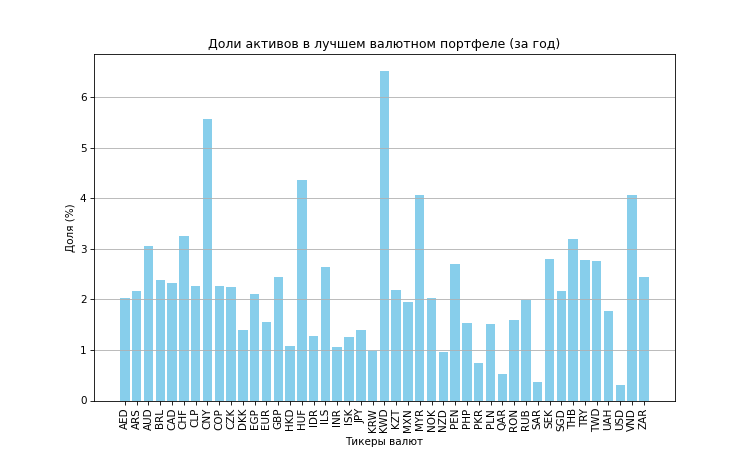 Доли активов в лучшем валютном портфеле (за год)
Доля (%)
6
5
4
3
2
1
0
AED ARS AUD BRL CAD CHF CLP CNY COP CZK DKK EGP EUR GBP HKD HUF IDR ILS INR ISK JPY KRW KWD KZT MXN MYR NOK NZD PEN PHP PKR PLN QAR RON RUB SAR SEK SGD THB TRY TWD UAH USD VND ZAR
Тикеры валют